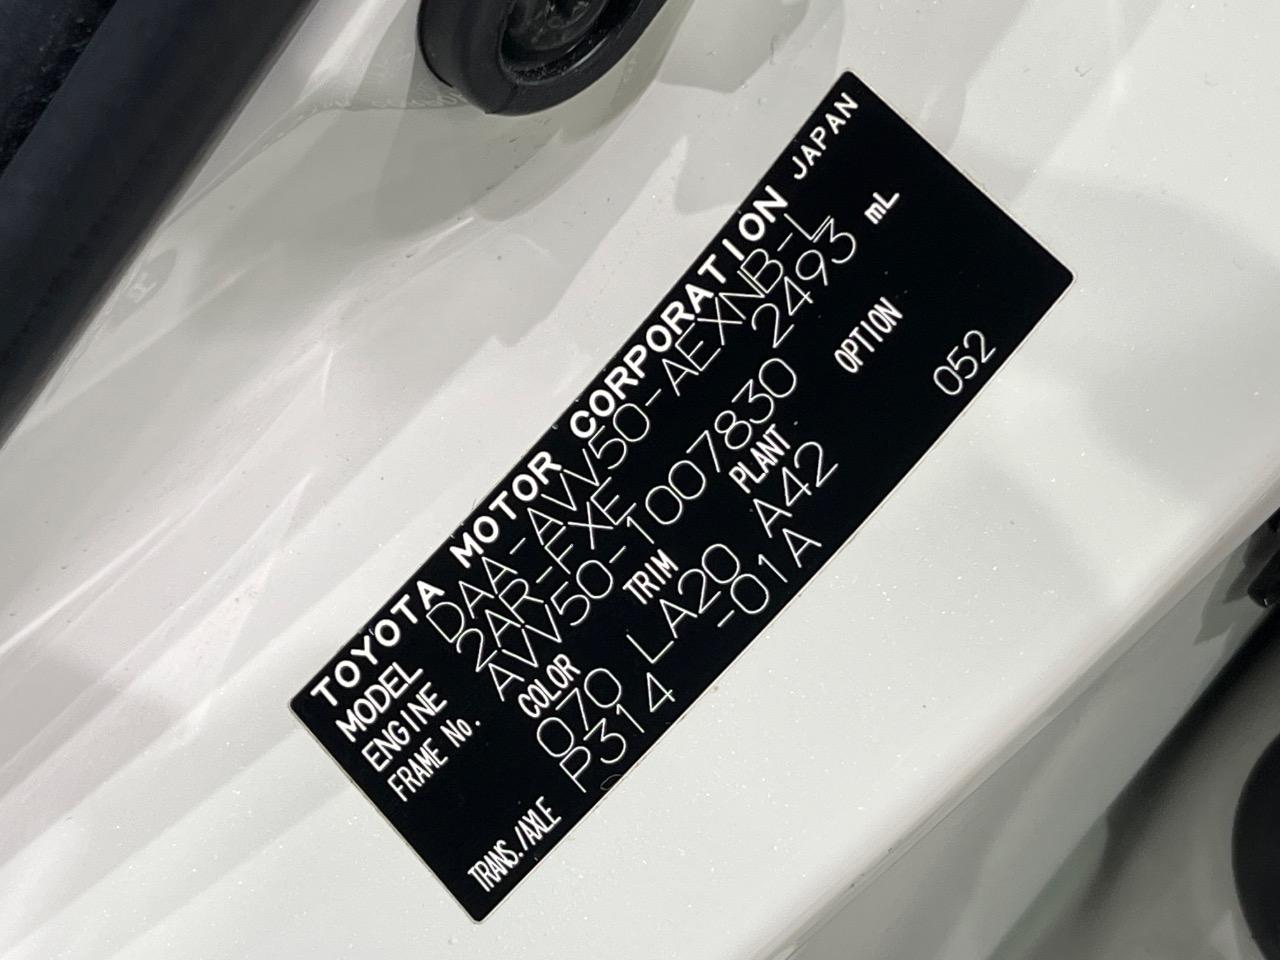 TOYOTA MOTOR CORPORATION JAPAN
MODEL DAA-AVV50-AEXNB-L
ENGINE 2AR-FXE 2493 mL
FRAME No. AVV50-1007830
COLOR TRIM PLANT OPTION
070 LA20 A42
TRANS./AXLE P314 -01A 052